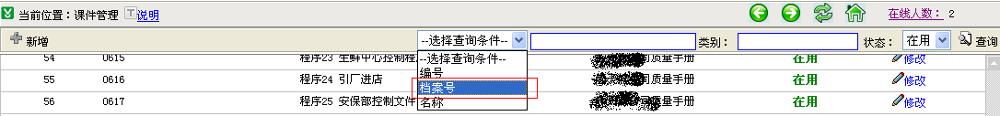 当前位置：课件管理 说明 在线人数： 2
新增 --选择查询条件-- 类别： 状态： 在用 查询
--选择查询条件--
编号
档案号
名称
54 0615 程序23 生鲜中心控制程 司质量手册 在用 修改
55 0616 程序24 引厂进店 司质量手册 在用 修改
56 0617 程序25 安保部控制文件 质量手册 在用 修改